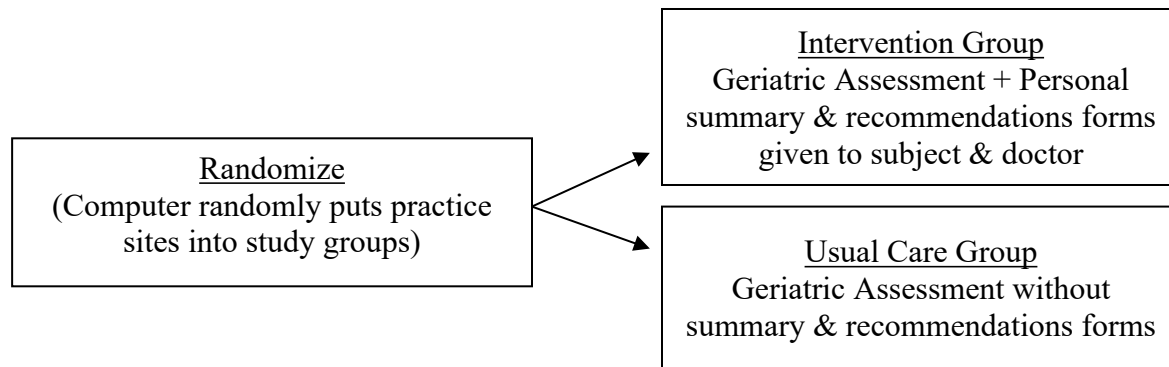 Randomize
(Computer randomly puts practice
sites into study groups)
Intervention Group
Geriatric Assessment + Personal
summary & recommendations forms
given to subject & doctor
Usual Care Group
Geriatric Assessment without
summary & recommendations forms